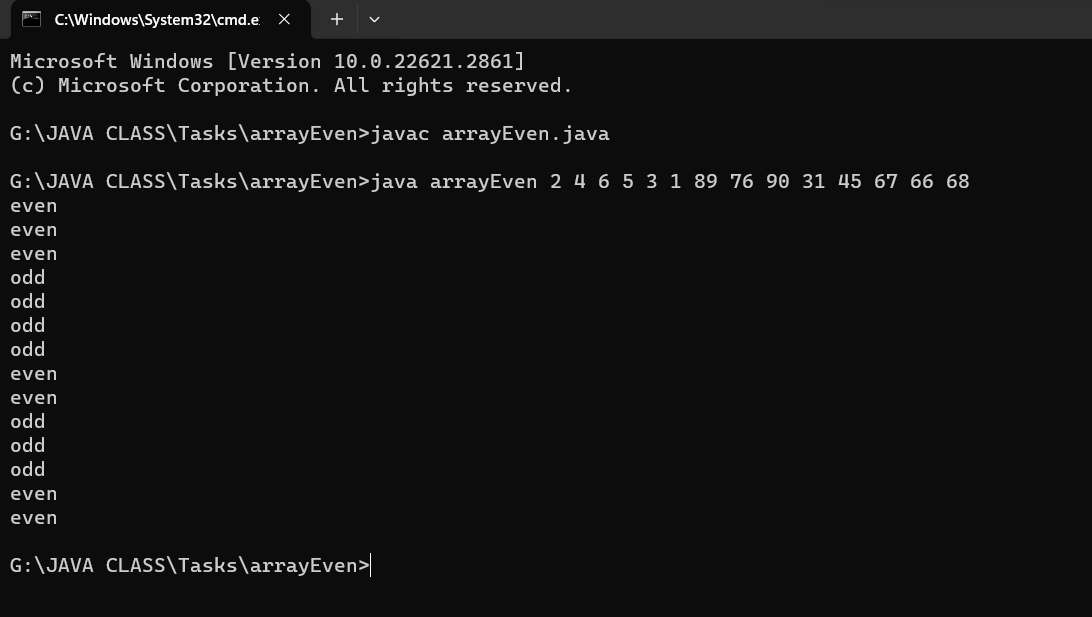 C:\Windows\System32\cmd.e
Microsoft Windows [Version 10.0.22621.2861]
(c) Microsoft Corporation. All rights reserved.
G:\JAVA CLASS\Tasks\arrayEven>javac arrayEven.java
G:\JAVA CLASS\Tasks\arrayEven>java arrayEven 2 4 6 5 3 1 89 76 90 31 45 67 66 68
even
even
even
odd
odd
odd
odd
even
even
odd
odd
odd
even
even
G:\JAVA CLASS\Tasks\arrayEven>